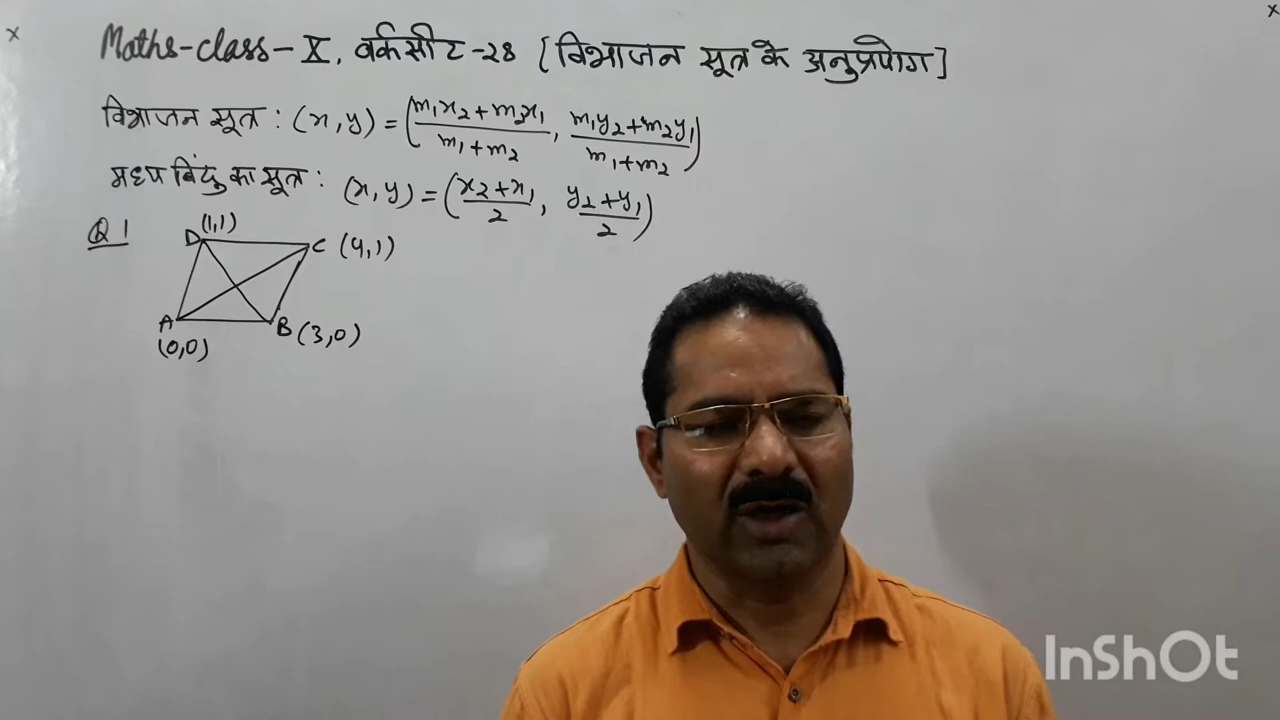 Maths-class-X, वर्कसीट-28 [विभाजन सूत्र के अनुप्रयोग]
विभाजन सूत्र: (x,y) = (m₁x₂+m₂x₁/m₁+m₂, m₁y₂+m₂y₁/m₁+m₂)
मध्य बिंदु का सूत्र: (x,y) = (x₂+x₁/2, y₂+y₁/2)
Q 1
D (1,1)
C (4,1)
A (0,0)
B (3,0)
InShOt